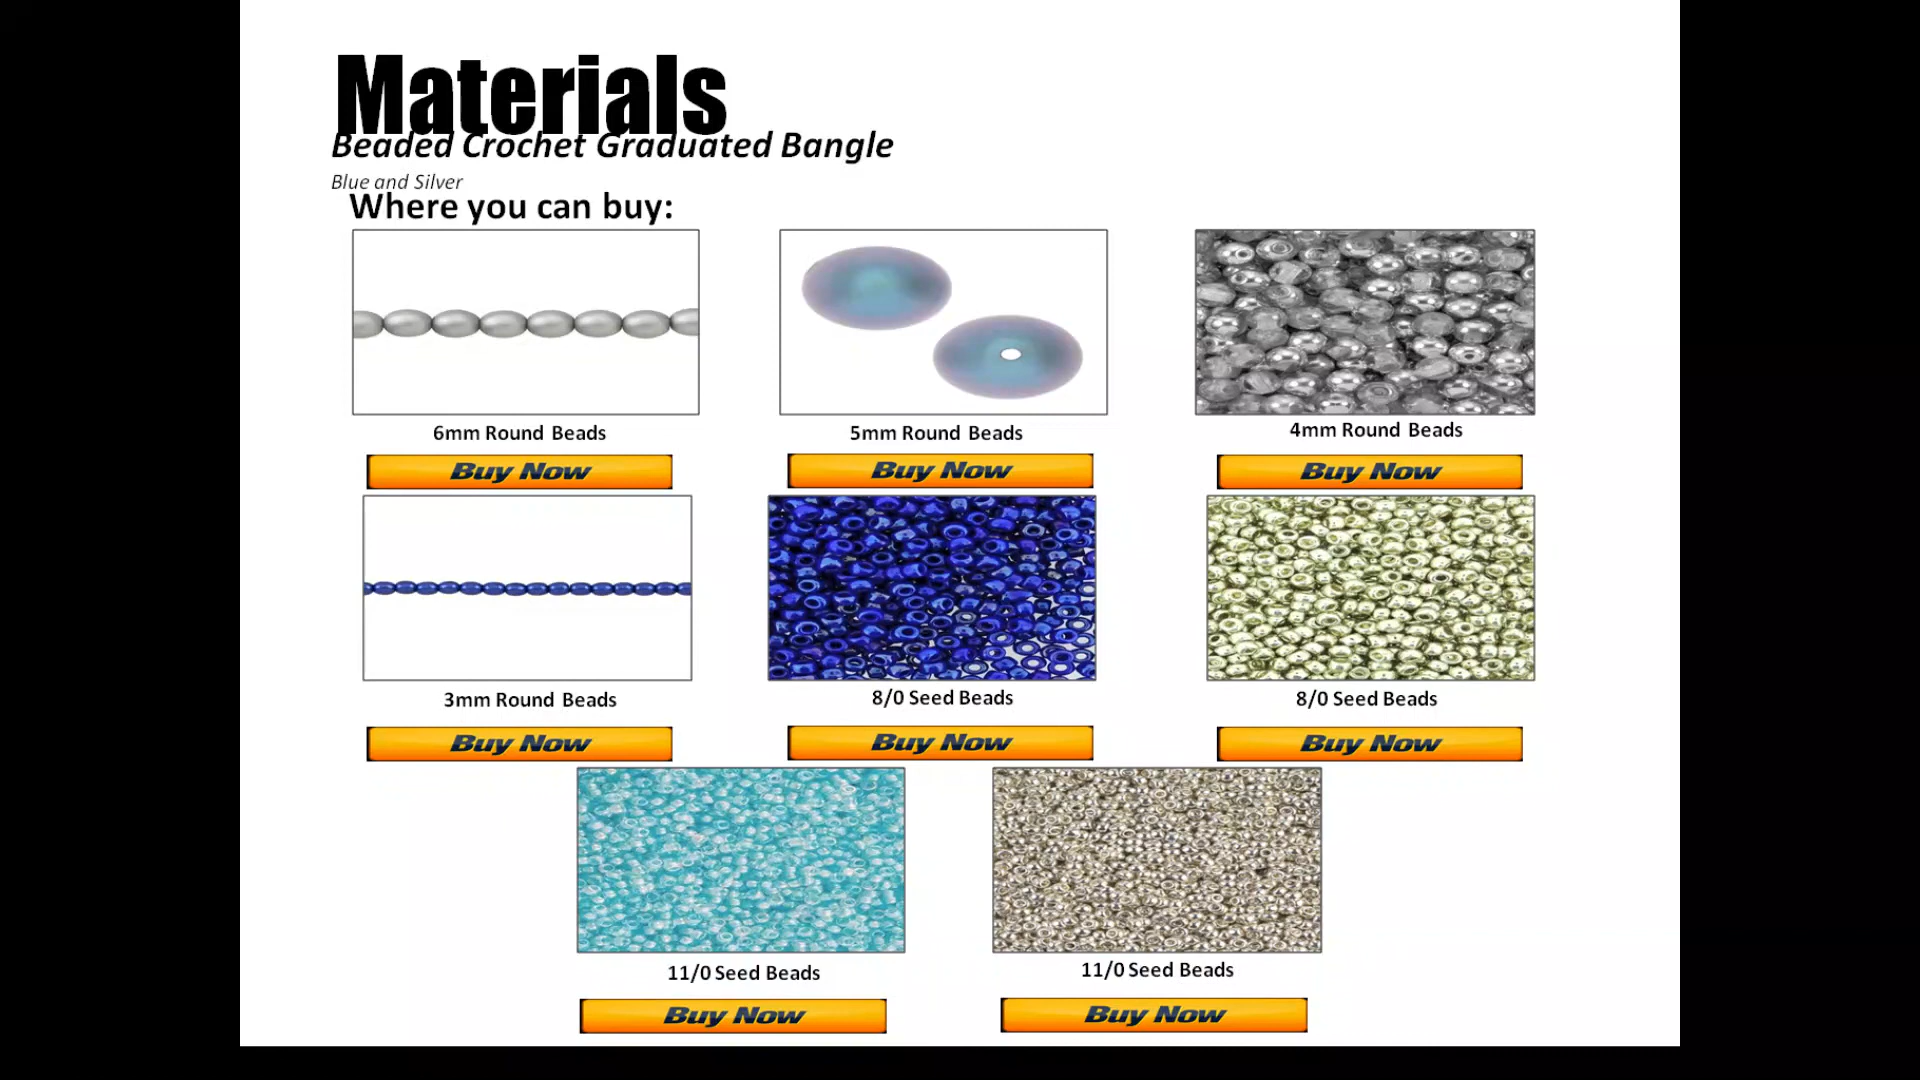 Materials
Beaded Crochet Graduated Bangle
Blue and Silver
Where you can buy:
6mm Round Beads
5mm Round Beads
4mm Round Beads
Buy Now
Buy Now
Buy Now
3mm Round Beads
8/0 Seed Beads
8/0 Seed Beads
Buy Now
Buy Now
Buy Now
11/0 Seed Beads
11/0 Seed Beads
Buy Now
Buy Now